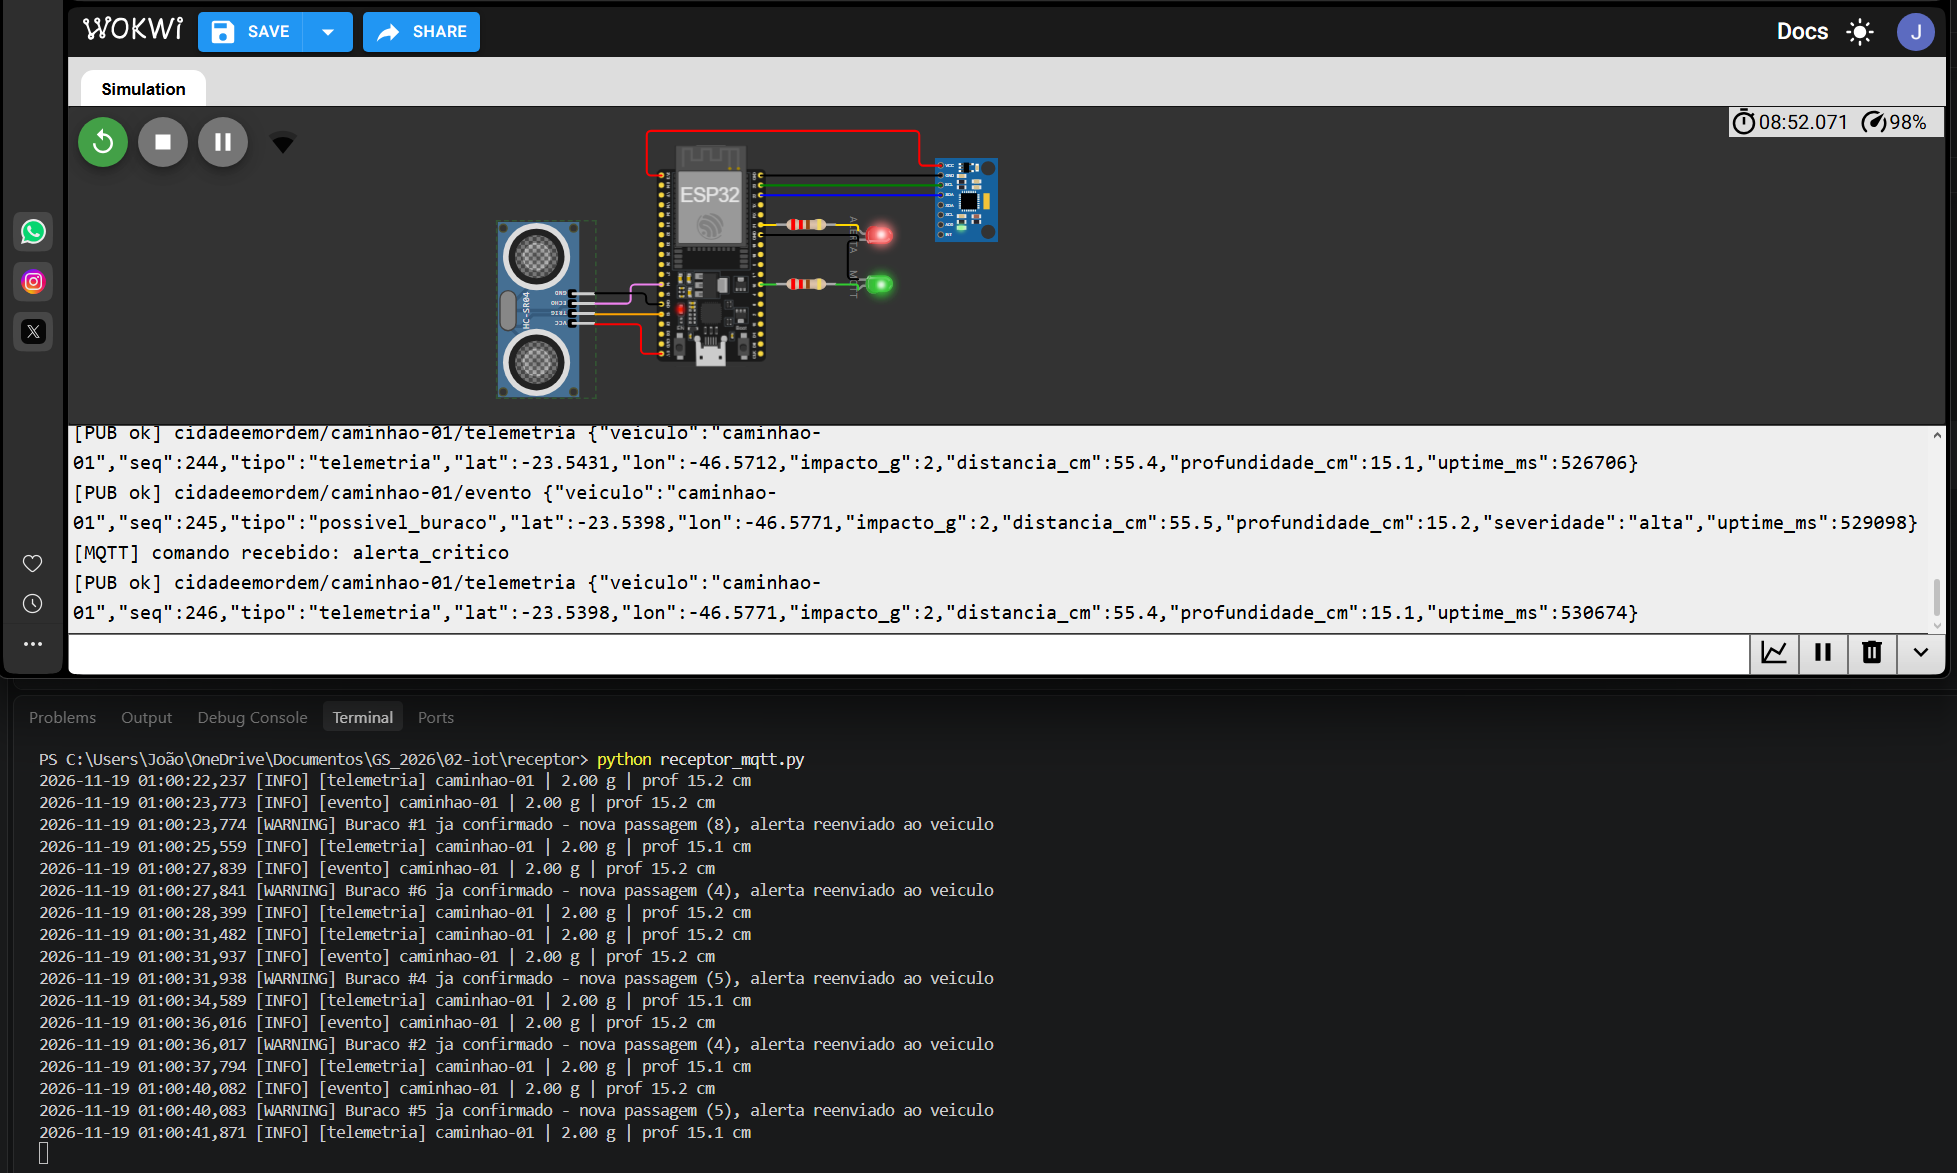 WOKWI
SAVE
SHARE
Docs
J
Simulation
08:52.071
98%
ESP32
HC-SR04
GND
ECHO
TRIG
VCC
ALERTA
MQTT
VCC
GND
SCL
SDA
XDA
XCL
AD0
INT
[PUB ok] cidadeemordem/caminhao-01/telemetria {"veiculo":"caminhao-
01","seq":244,"tipo":"telemetria","lat":-23.5431,"lon":-46.5712,"impacto_g":2,"distancia_cm":55.4,"profundidade_cm":15.1,"uptime_ms":526706}
[PUB ok] cidadeemordem/caminhao-01/evento {"veiculo":"caminhao-
01","seq":245,"tipo":"possivel_buraco","lat":-23.5398,"lon":-46.5771,"impacto_g":2,"distancia_cm":55.5,"profundidade_cm":15.2,"severidade":"alta","uptime_ms":529098}
[MQTT] comando recebido: alerta_critico
[PUB ok] cidadeemordem/caminhao-01/telemetria {"veiculo":"caminhao-
01","seq":246,"tipo":"telemetria","lat":-23.5398,"lon":-46.5771,"impacto_g":2,"distancia_cm":55.4,"profundidade_cm":15.1,"uptime_ms":530674}
Problems Output Debug Console Terminal Ports
PS C:\Users\João\OneDrive\Documentos\GS_2026\02-iot\receptor> python receptor_mqtt.py
2026-11-19 01:00:22,237 [INFO] [telemetria] caminhao-01 | 2.00 g | prof 15.2 cm
2026-11-19 01:00:23,773 [INFO] [evento] caminhao-01 | 2.00 g | prof 15.2 cm
2026-11-19 01:00:23,774 [WARNING] Buraco #1 ja confirmado - nova passagem (8), alerta reenviado ao veiculo
2026-11-19 01:00:25,559 [INFO] [telemetria] caminhao-01 | 2.00 g | prof 15.1 cm
2026-11-19 01:00:27,839 [INFO] [evento] caminhao-01 | 2.00 g | prof 15.2 cm
2026-11-19 01:00:27,841 [WARNING] Buraco #6 ja confirmado - nova passagem (4), alerta reenviado ao veiculo
2026-11-19 01:00:28,399 [INFO] [telemetria] caminhao-01 | 2.00 g | prof 15.2 cm
2026-11-19 01:00:31,482 [INFO] [telemetria] caminhao-01 | 2.00 g | prof 15.2 cm
2026-11-19 01:00:31,937 [INFO] [evento] caminhao-01 | 2.00 g | prof 15.2 cm
2026-11-19 01:00:31,938 [WARNING] Buraco #4 ja confirmado - nova passagem (5), alerta reenviado ao veiculo
2026-11-19 01:00:34,589 [INFO] [telemetria] caminhao-01 | 2.00 g | prof 15.1 cm
2026-11-19 01:00:36,016 [INFO] [evento] caminhao-01 | 2.00 g | prof 15.2 cm
2026-11-19 01:00:36,017 [WARNING] Buraco #2 ja confirmado - nova passagem (4), alerta reenviado ao veiculo
2026-11-19 01:00:37,794 [INFO] [telemetria] caminhao-01 | 2.00 g | prof 15.1 cm
2026-11-19 01:00:40,082 [INFO] [evento] caminhao-01 | 2.00 g | prof 15.2 cm
2026-11-19 01:00:40,083 [WARNING] Buraco #5 ja confirmado - nova passagem (5), alerta reenviado ao veiculo
2026-11-19 01:00:41,871 [INFO] [telemetria] caminhao-01 | 2.00 g | prof 15.1 cm